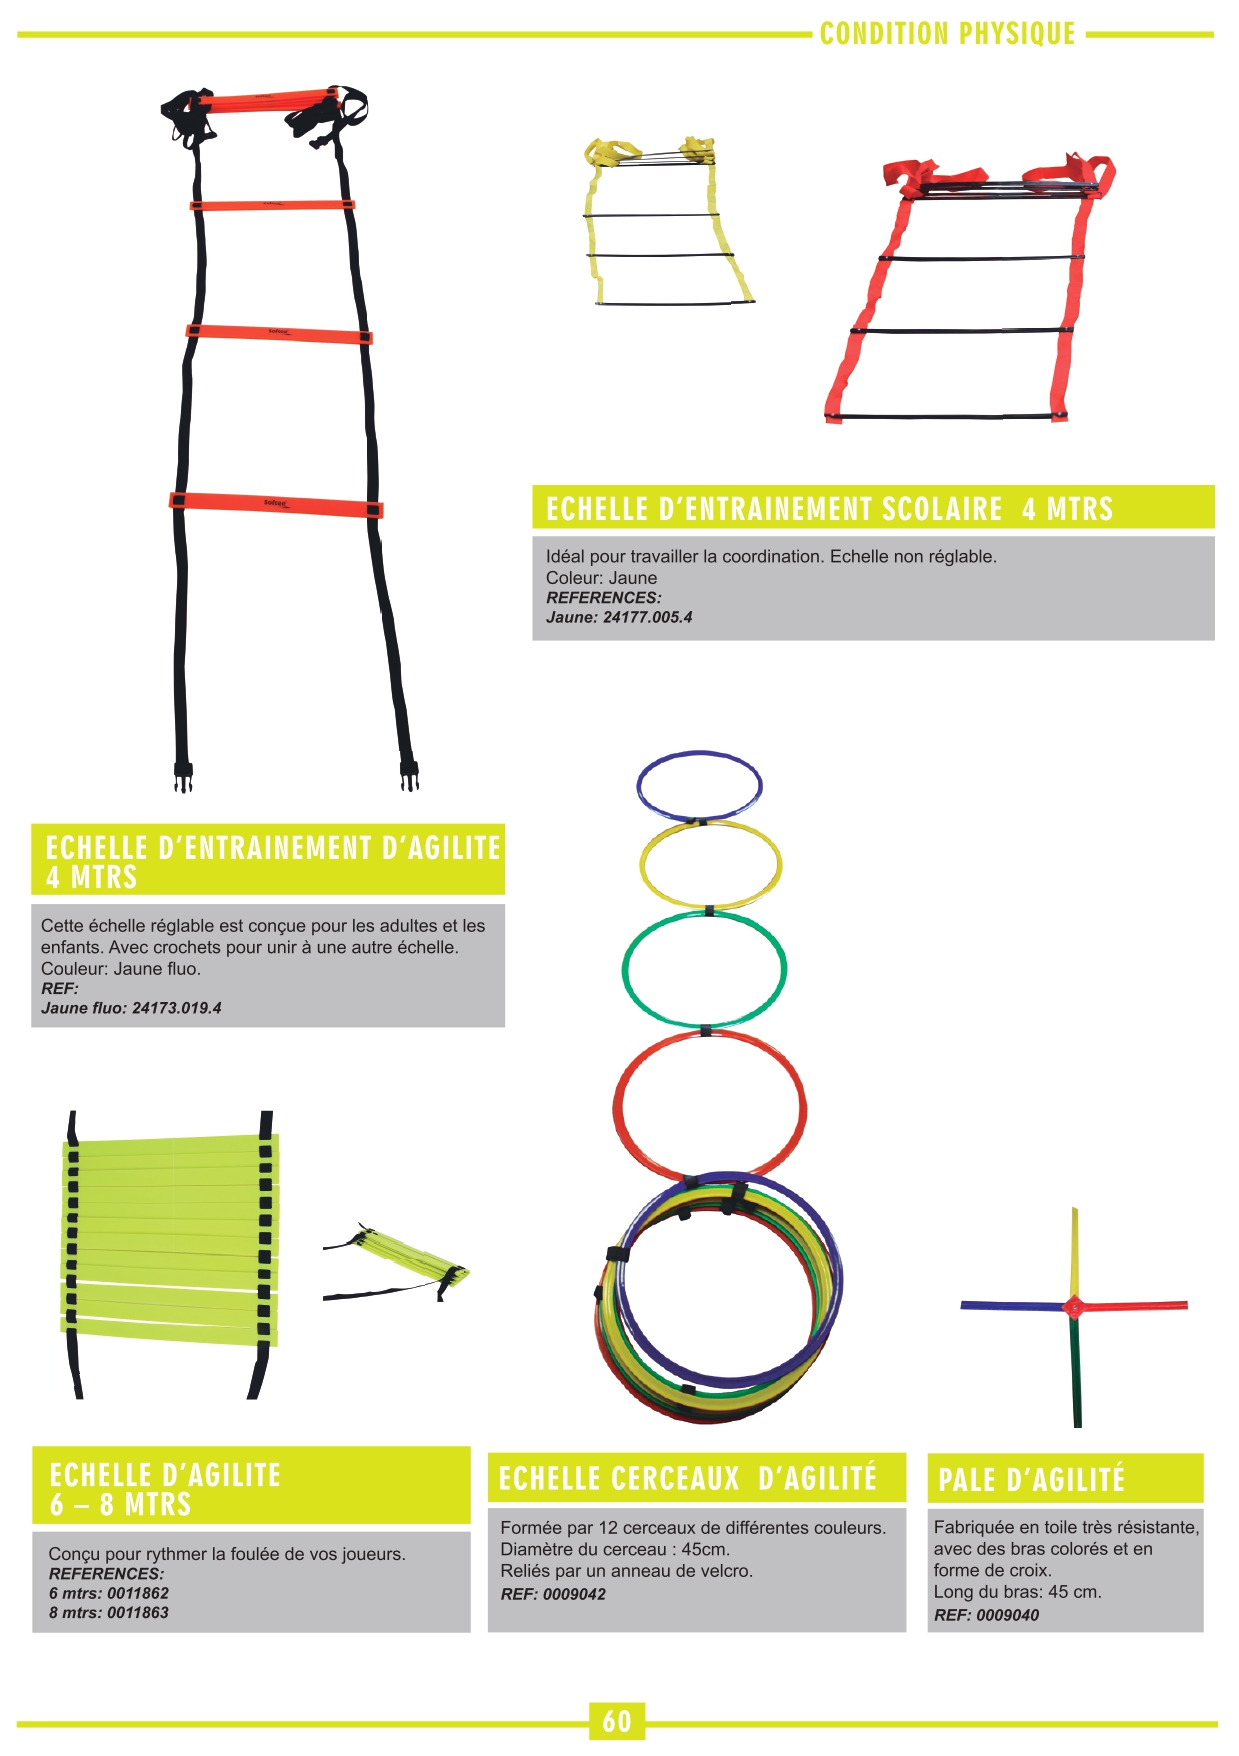 CONDITION PHYSIQUE
softee
softee
softee
ECHELLE D'ENTRAINEMENT SCOLAIRE 4 MTRS
Idéal pour travailler la coordination. Echelle non réglable.
Coleur: Jaune
REFERENCES:
Jaune: 24177.005.4
ECHELLE D'ENTRAINEMENT D'AGILITE
4 MTRS
Cette échelle réglable est conçue pour les adultes et les
enfants. Avec crochets pour unir à une autre échelle.
Couleur: Jaune fluo.
REF:
Jaune fluo: 24173.019.4
ECHELLE D'AGILITE
6 – 8 MTRS
Conçu pour rythmer la foulée de vos joueurs.
REFERENCES:
6 mtrs: 0011862
8 mtrs: 0011863
ECHELLE CERCEAUX D'AGILITÉ
Formée par 12 cerceaux de différentes couleurs.
Diamètre du cerceau : 45cm.
Reliés par un anneau de velcro.
REF: 0009042
PALE D'AGILITÉ
Fabriquée en toile très résistante,
avec des bras colorés et en
forme de croix.
Long du bras: 45 cm.
REF: 0009040
60